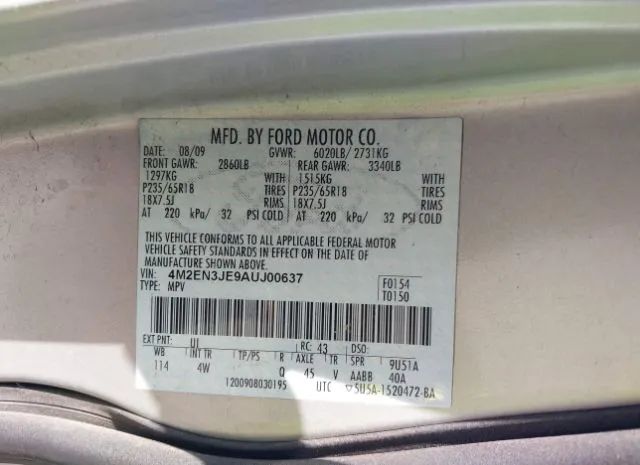 MFD. BY FORD MOTOR CO.
DATE: 08/09 GVWR: 6020LB/ 2731KG
FRONT GAWR: 2860LB REAR GAWR: 3340LB
1297KG WITH 1515KG WITH
P235/65R18 TIRES P235/65R18 TIRES
18X7.5J RIMS 18X7.5J RIMS
AT 220 kPa/ 32 PSI COLD AT 220 kPa/ 32 PSI COLD
THIS VEHICLE CONFORMS TO ALL APPLICABLE FEDERAL MOTOR
VEHICLE SAFETY STANDARDS IN EFFECT ON THE DATE OF
MANUFACTURE SHOWN ABOVE.
VIN: 4M2EN3JE9AUJ00637 F0154
TYPE: MPV T0150
EXT PNT: UI RC: 43 DSO:
WB INT TR TP/PS R AXLE TR SPR 9U51A
114 4W Q 45 V AABB 40A
1200908030195 UTC ▽5U5A-1520472-BA